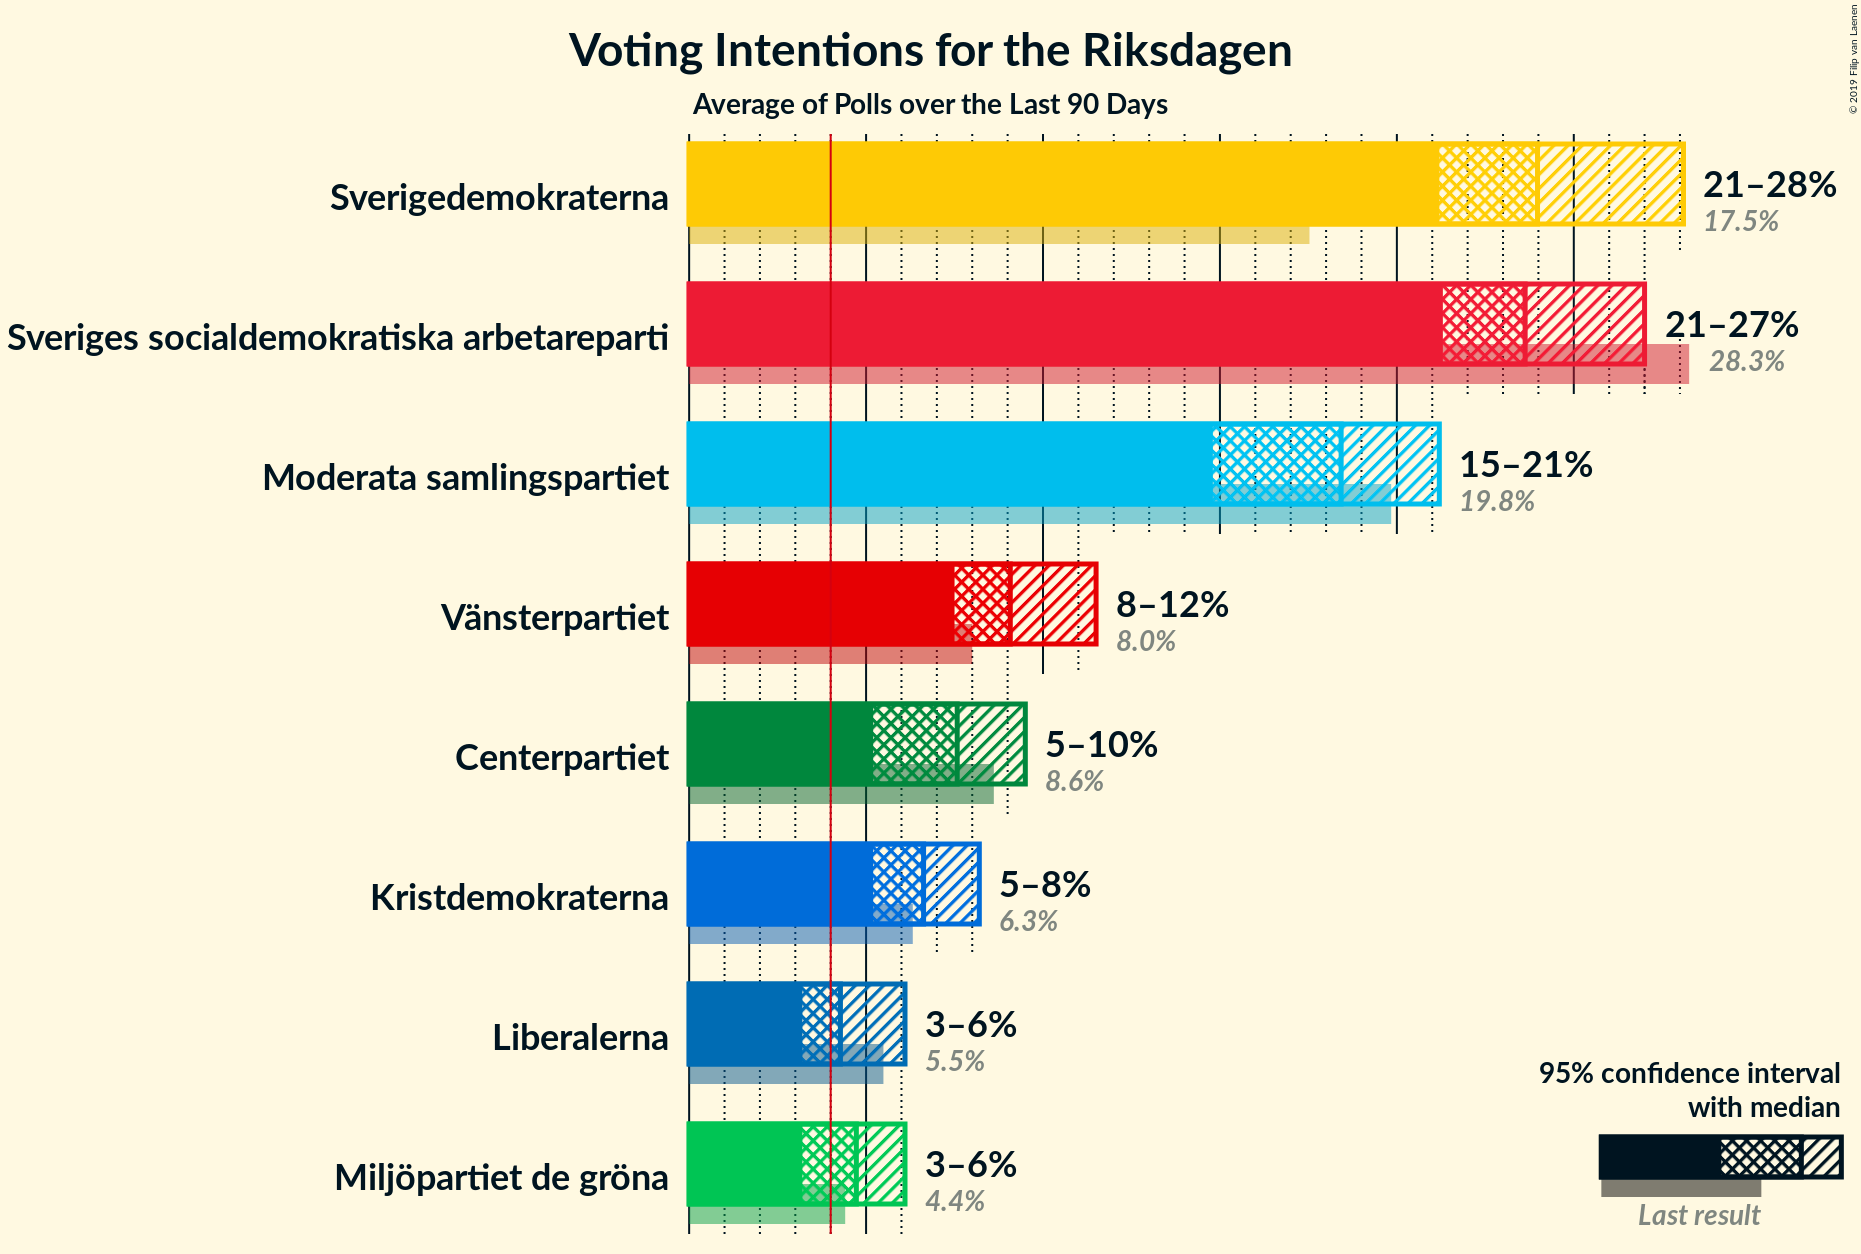 Voting Intentions for the Riksdagen
Average of Polls over the Last 90 Days
© 2019 Filip van Laenen
Sverigedemokraterna
21–28%
17.5%
Sveriges socialdemokratiska arbetareparti
21–27%
28.3%
Moderata samlingspartiet
15–21%
19.8%
Vänsterpartiet
8–12%
8.0%
Centerpartiet
5–10%
8.6%
Kristdemokraterna
5–8%
6.3%
Liberalerna
3–6%
5.5%
Miljöpartiet de gröna
3–6%
4.4%
95% confidence interval
with median
Last result